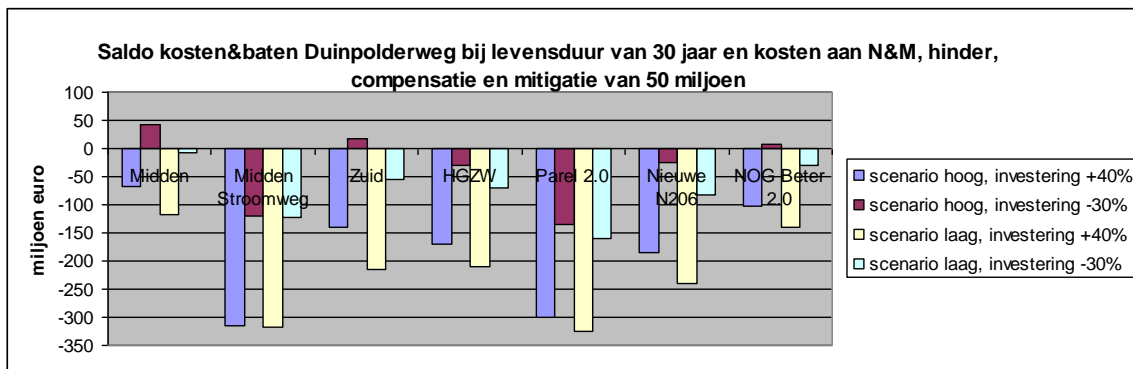 Saldo kosten&baten Duinpolderweg bij levensduur van 30 jaar en kosten aan N&M, hinder,
compensatie en mitigatie van 50 miljoen
miljoen euro
100
50
0
-50
-100
-150
-200
-250
-300
-350
Midden
Midden
Stroomweg
Zuid
HGZW
Parel 2.0
Nieuwe
N206
NOG Beter
2.0
scenario hoog, investering +40%
scenario hoog, investering -30%
scenario laag, investering +40%
scenario laag, investering -30%